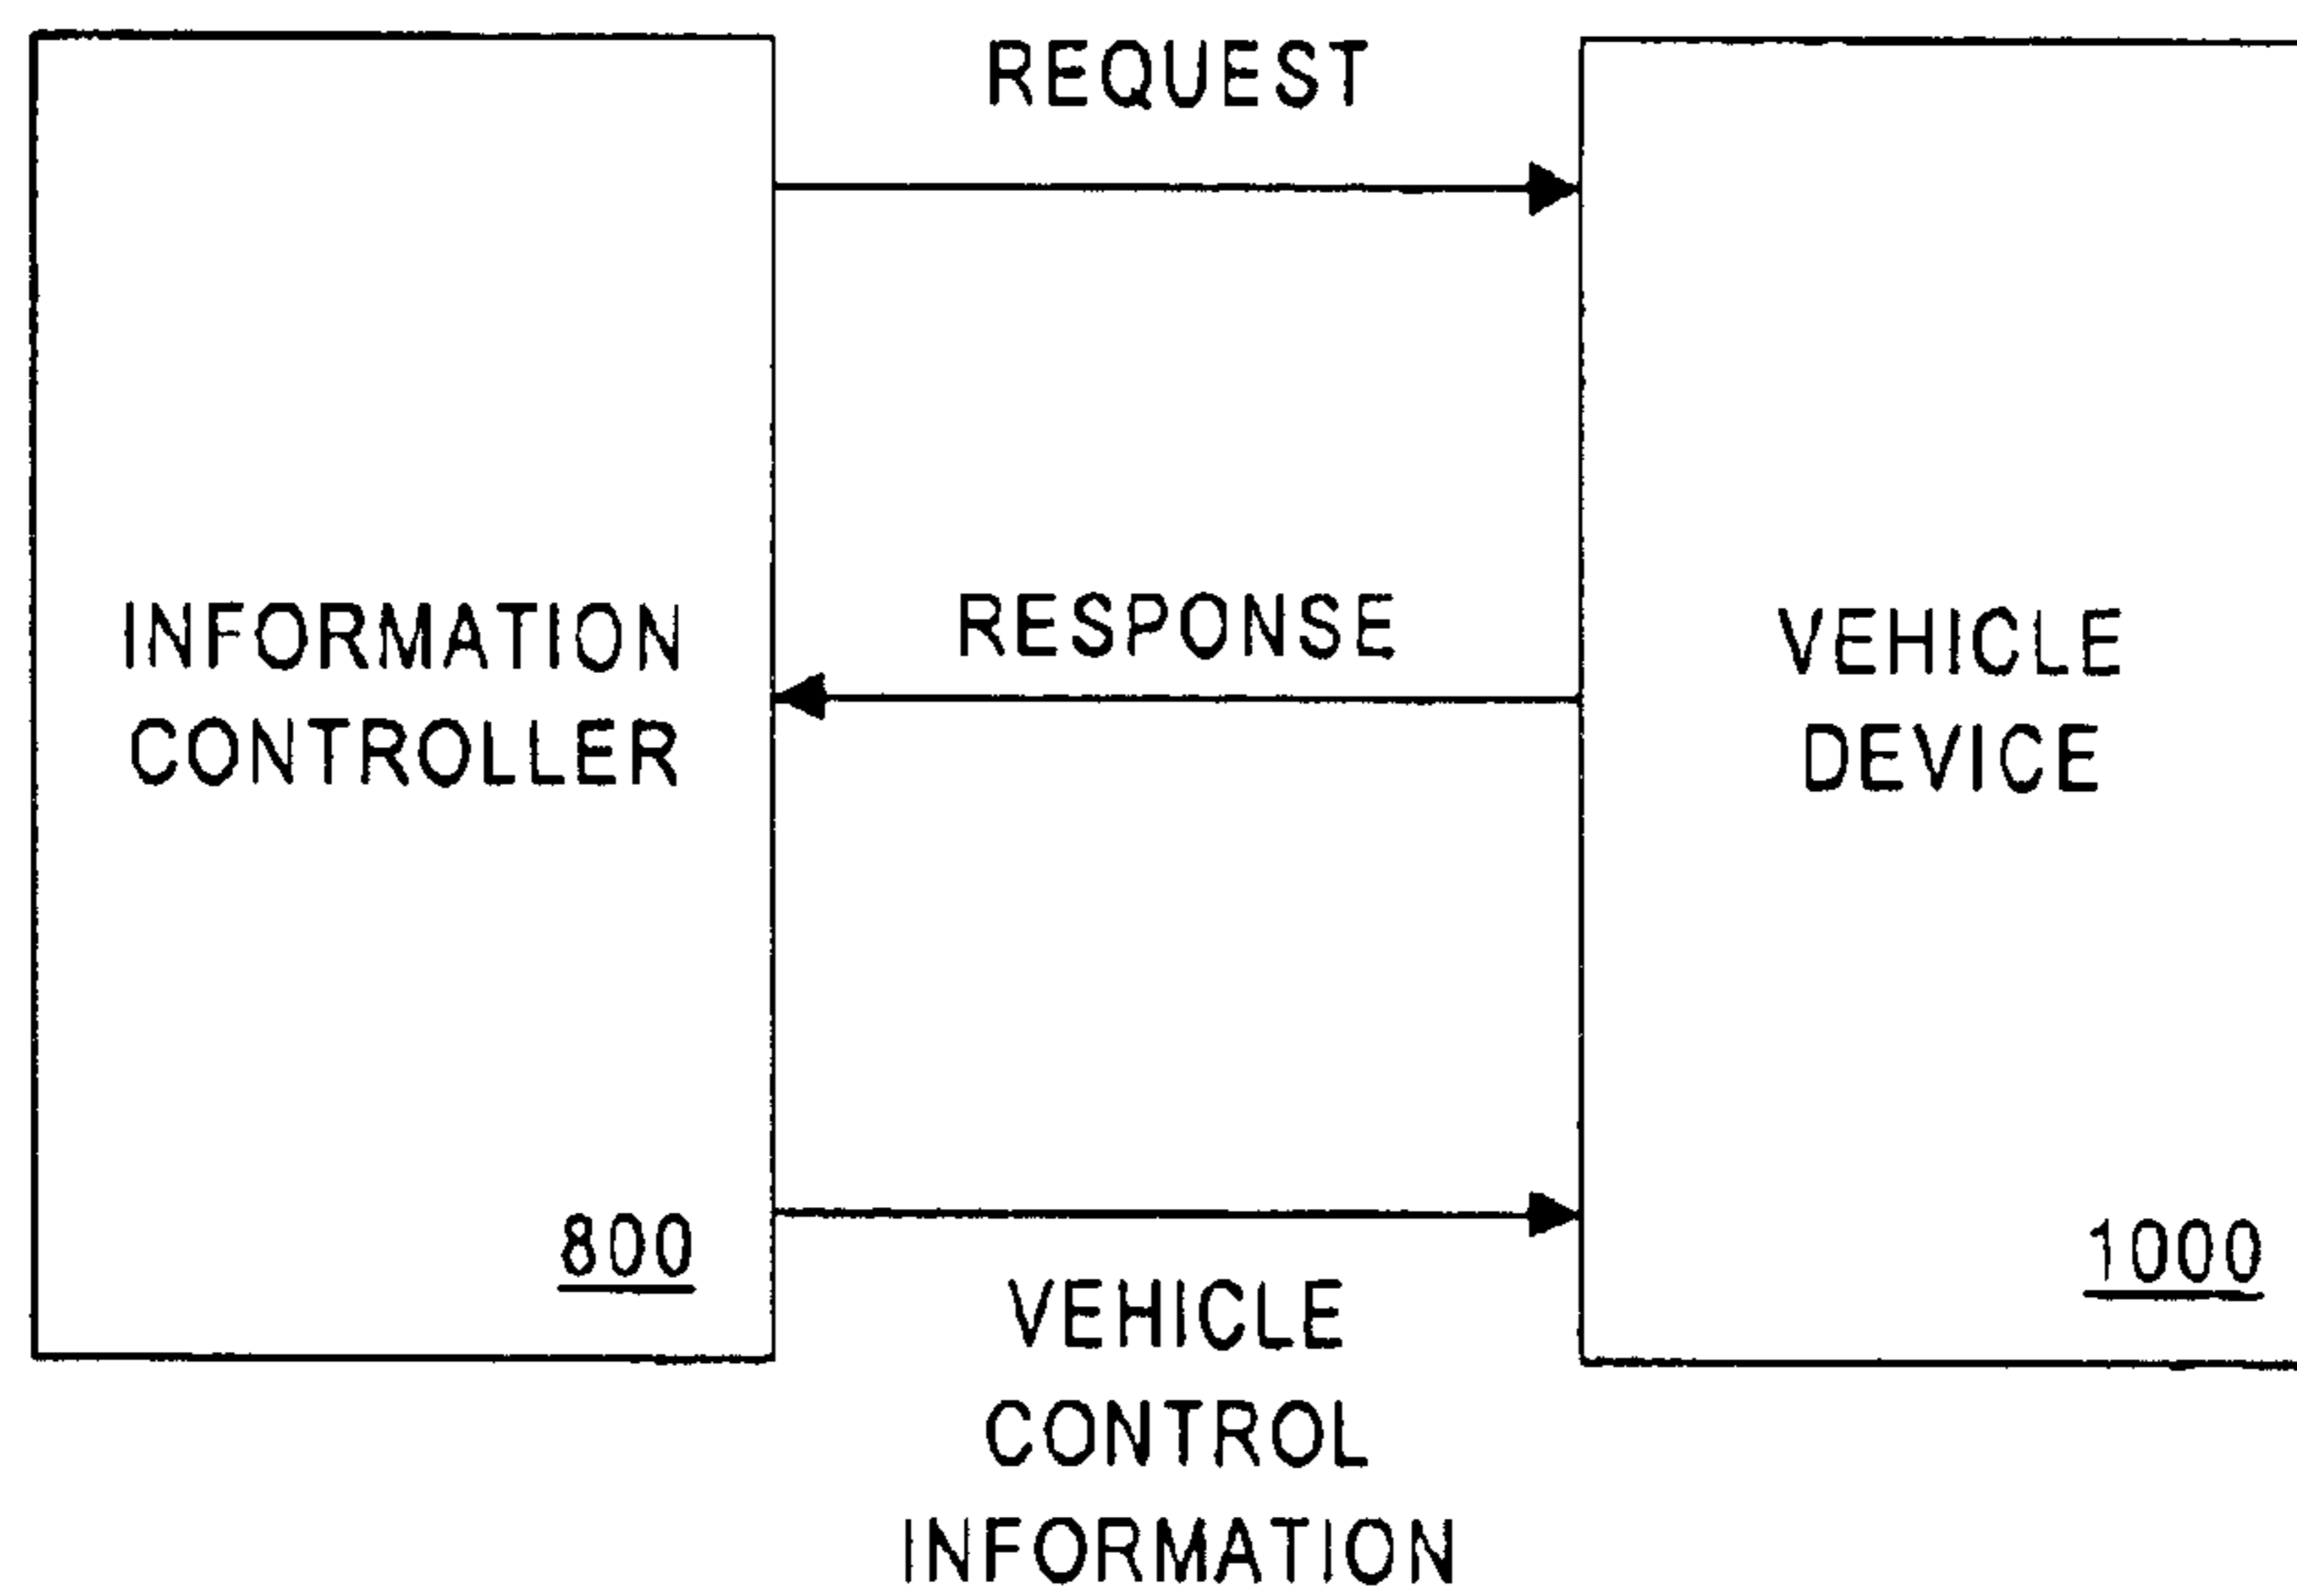 REQUEST
INFORMATION
CONTROLLER
RESPONSE
VEHICLE
DEVICE
800
1000
VEHICLE
CONTROL
INFORMATION